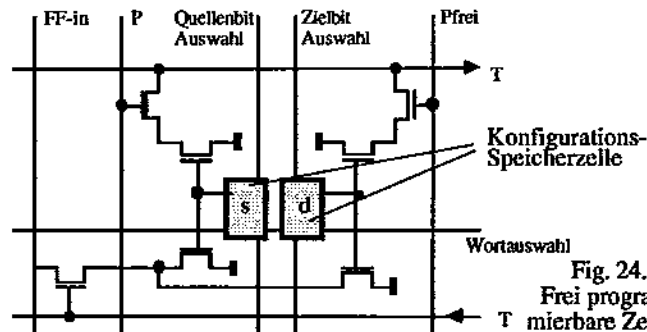 FF-in P Quellenbit Zielbit Pfrei
Auswahl Auswahl
T
Konfigurations-
Speicherzelle
s d
Wortauswahl
Fig. 24.
Frei progra
T mierbare Ze